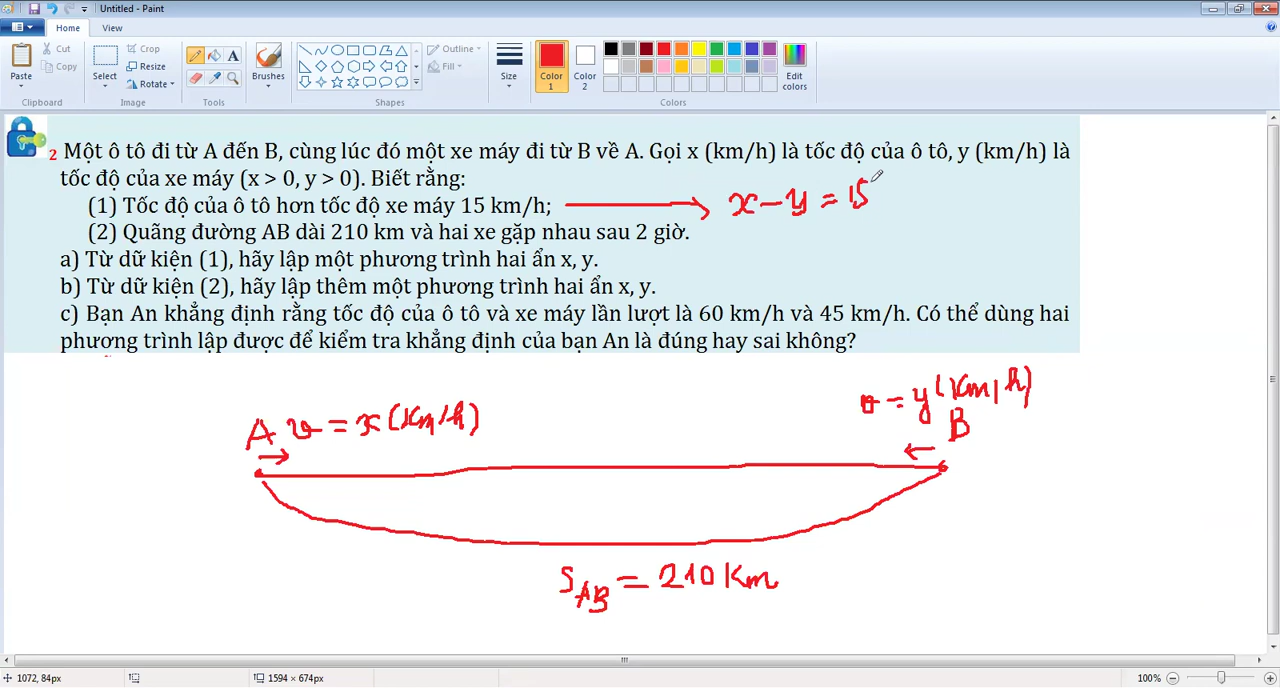 Untitled - Paint
Home View
Paste
Cut
Copy
Clipboard
Select
Crop
Resize
Rotate
Image
A
Tools
Brushes
Shapes
Outline
Fill
Size
Color 1
Color 2
Edit colors
Colors
2 Một ô tô đi từ A đến B, cùng lúc đó một xe máy đi từ B về A. Gọi x (km/h) là tốc độ của ô tô, y (km/h) là
tốc độ của xe máy (x > 0, y > 0). Biết rằng:
(1) Tốc độ của ô tô hơn tốc độ xe máy 15 km/h; x - y = 15
(2) Quãng đường AB dài 210 km và hai xe gặp nhau sau 2 giờ.
a) Từ dữ kiện (1), hãy lập một phương trình hai ẩn x, y.
b) Từ dữ kiện (2), hãy lập thêm một phương trình hai ẩn x, y.
c) Bạn An khẳng định rằng tốc độ của ô tô và xe máy lần lượt là 60 km/h và 45 km/h. Có thể dùng hai
phương trình lập được để kiểm tra khẳng định của bạn An là đúng hay sai không?
v = y (km/h)
A v = x (km/h) B
S_AB = 210 Km
1072, 84px 1594 × 674px 100%